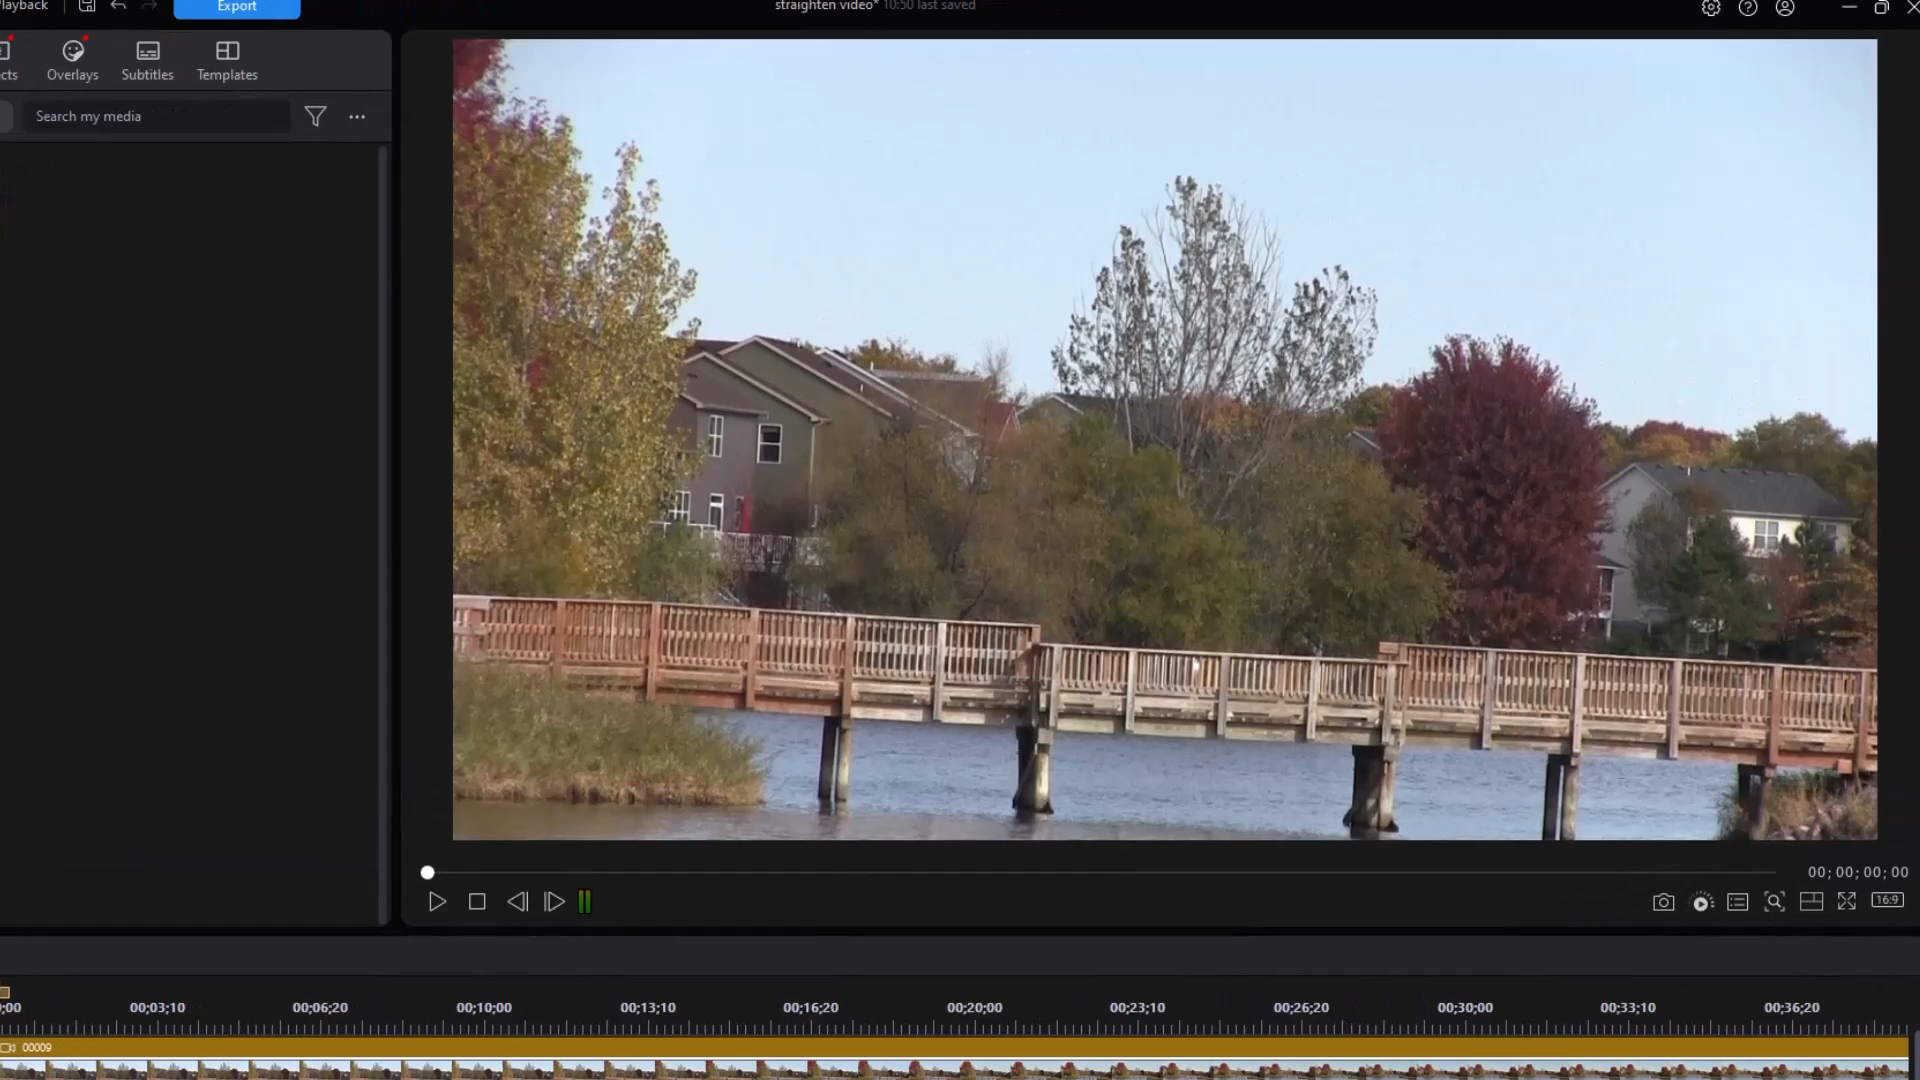 layback
Export
straighten video* 10:50 last saved
cts
Overlays
Subtitles
Templates
Search my media
00;00;00;00
16:9
;00
00;03;10
00;06;20
00;10;00
00;13;10
00;16;20
00;20;00
00;23;10
00;26;20
00;30;00
00;33;10
00;36;20
00009